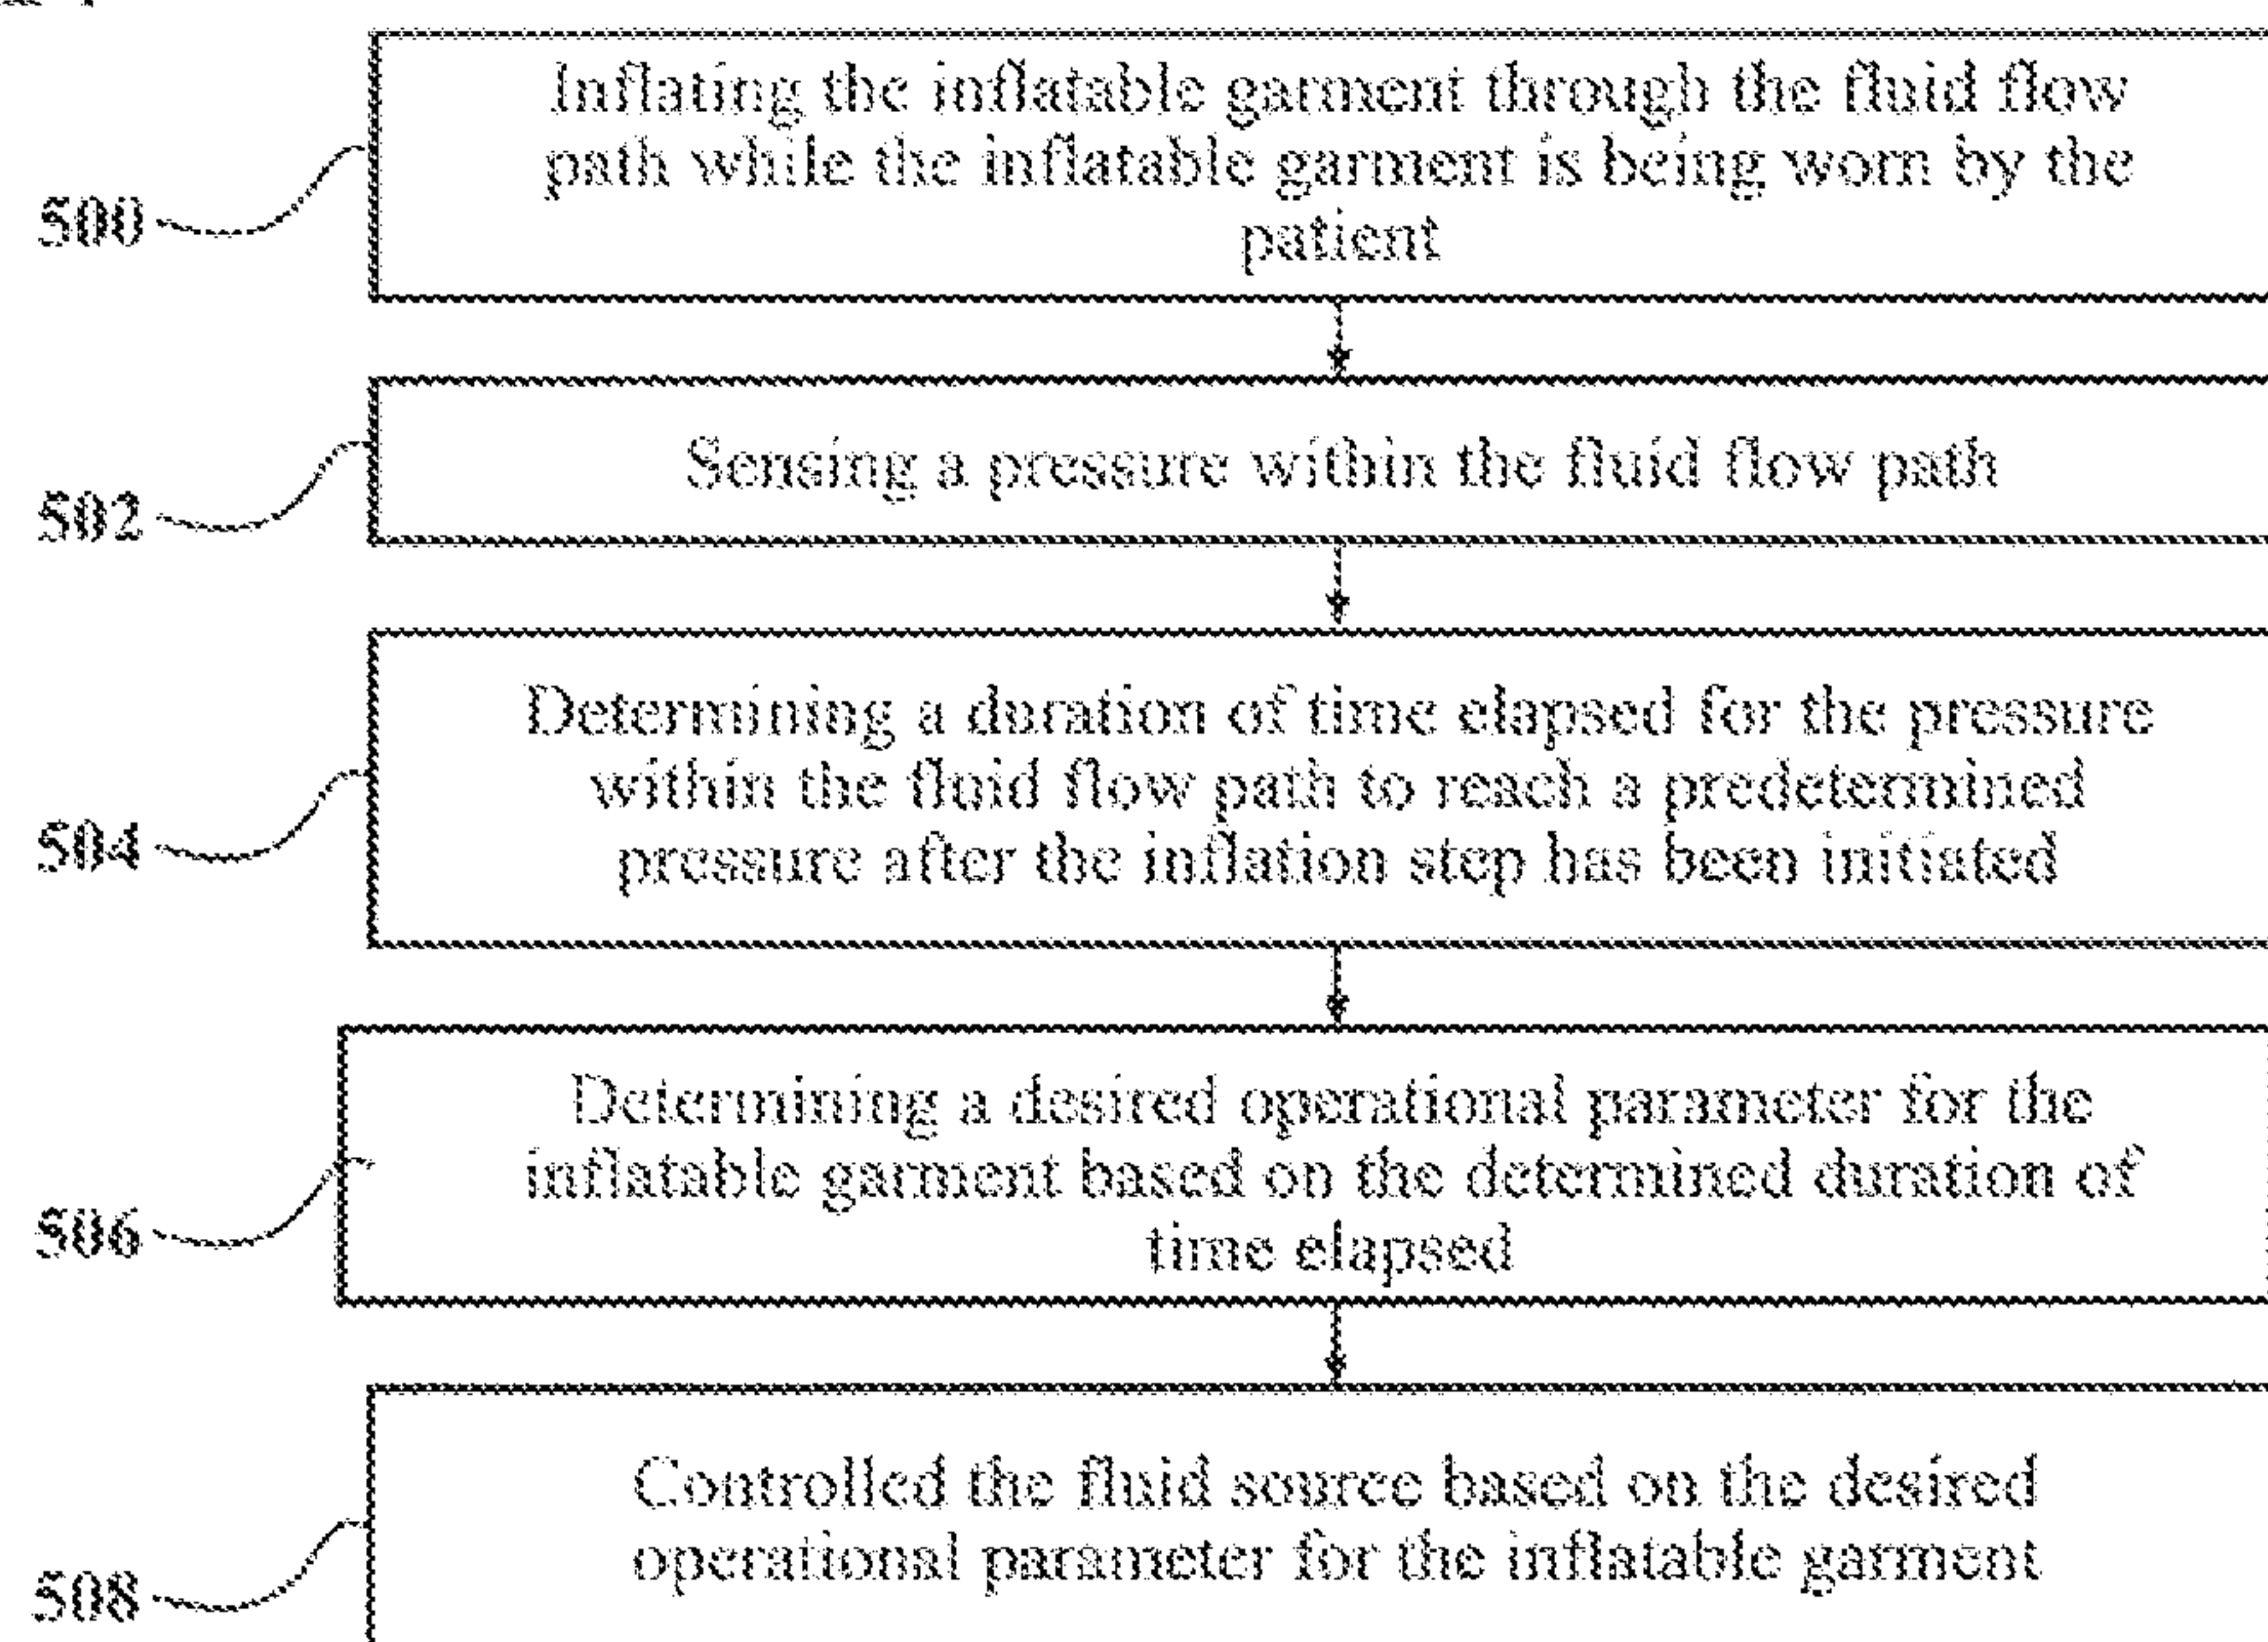 Inflating the inflatable garment through the fluid flow
path while the inflatable garment is being worn by the
patient
500
Sensing a pressure within the fluid flow path
502
Determining a duration of time elapsed for the pressure
within the fluid flow path to reach a predetermined
pressure after the inflation step has been initiated
504
Determining a desired operational parameter for the
inflatable garment based on the determined duration of
time elapsed
506
Controlled the fluid source based on the desired
operational parameter for the inflatable garment
508